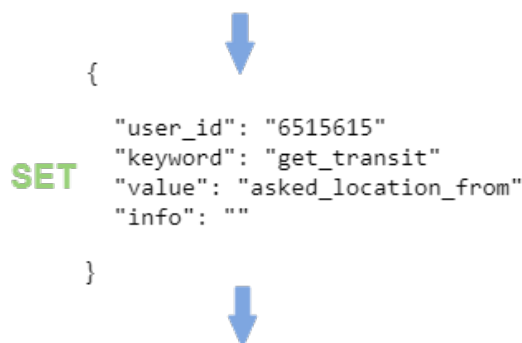 {
"user_id": "6515615"
"keyword": "get_transit"
SET
"value": "asked_location_from"
"info": ""
}